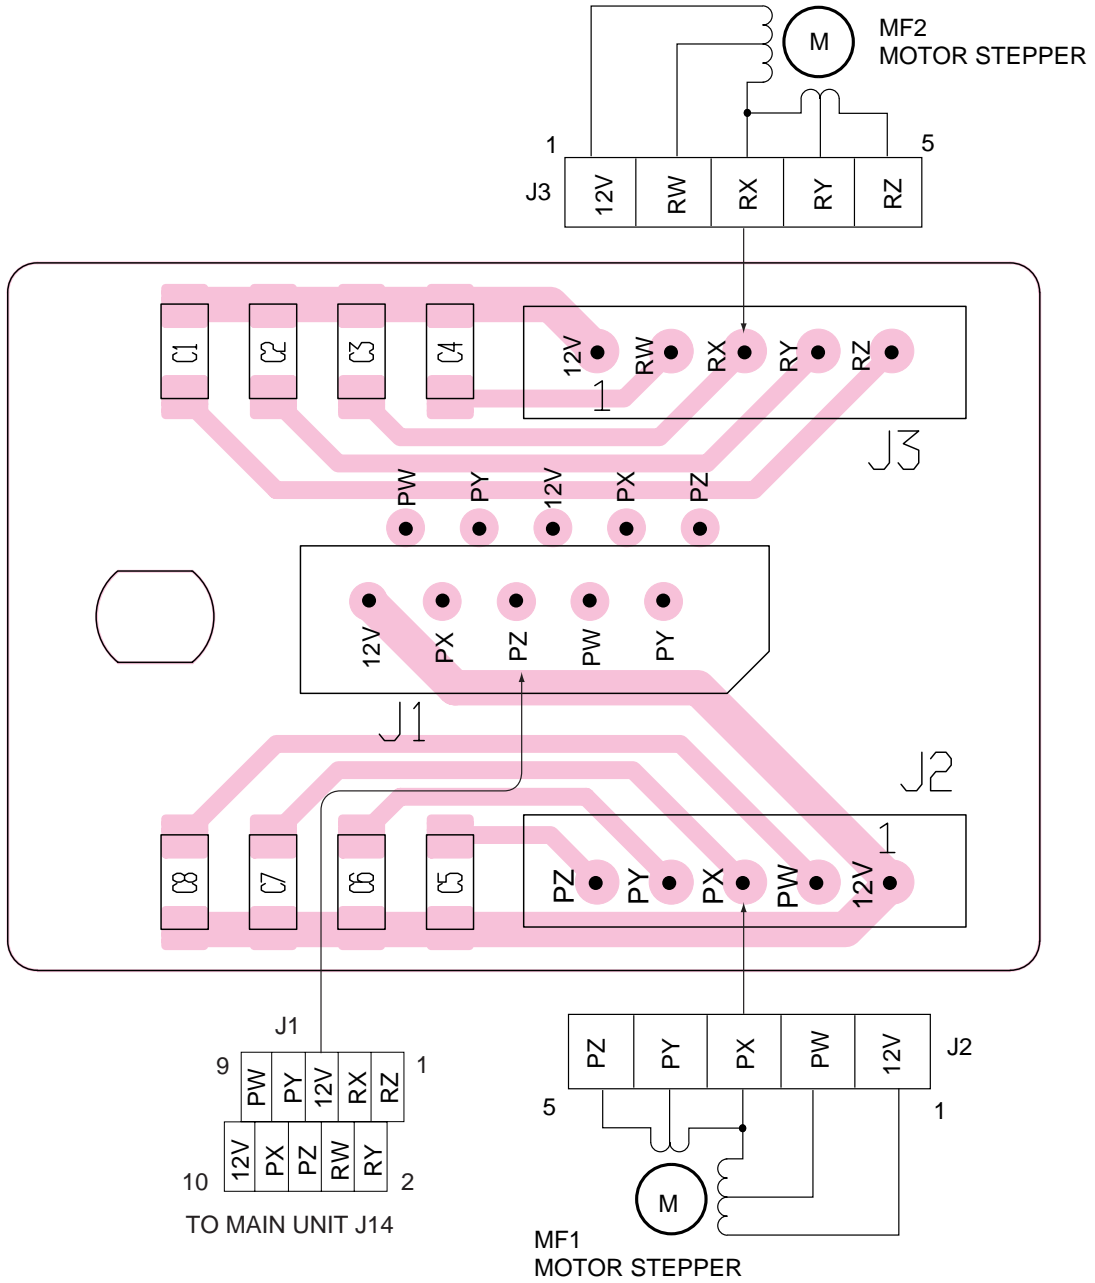 MF2
MOTOR STEPPER
M
1
5
J3
12V RW RX RY RZ
C1 C2 C3 C4
12V RW RX RY RZ
1
J3
PW PY 12V PX PZ
12V PX PZ PW PY
J1
J2
1
C8 C7 C6 C5
PZ PY PX PW 12V
J1
9
1
PW PY 12V RX RZ
12V PX PZ RW RY
10
2
TO MAIN UNIT J14
PZ PY PX PW 12V
J2
5
1
M
MF1
MOTOR STEPPER